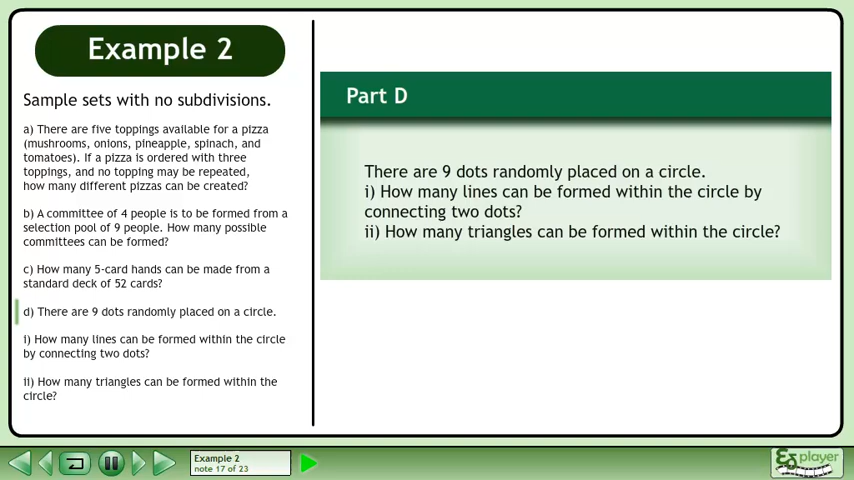 Example 2
Sample sets with no subdivisions.
a) There are five toppings available for a pizza
(mushrooms, onions, pineapple, spinach, and
tomatoes). If a pizza is ordered with three
toppings, and no topping may be repeated,
how many different pizzas can be created?
b) A committee of 4 people is to be formed from a
selection pool of 9 people. How many possible
committees can be formed?
c) How many 5-card hands can be made from a
standard deck of 52 cards?
d) There are 9 dots randomly placed on a circle.
i) How many lines can be formed within the circle
by connecting two dots?
ii) How many triangles can be formed within the
circle?
Part D
There are 9 dots randomly placed on a circle.
i) How many lines can be formed within the circle by
connecting two dots?
ii) How many triangles can be formed within the circle?
Example 2
note 17 of 23
player